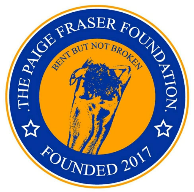 THE PAIGE FRASER FOUNDATION
BENT BUT NOT BROKEN
FOUNDED 2017